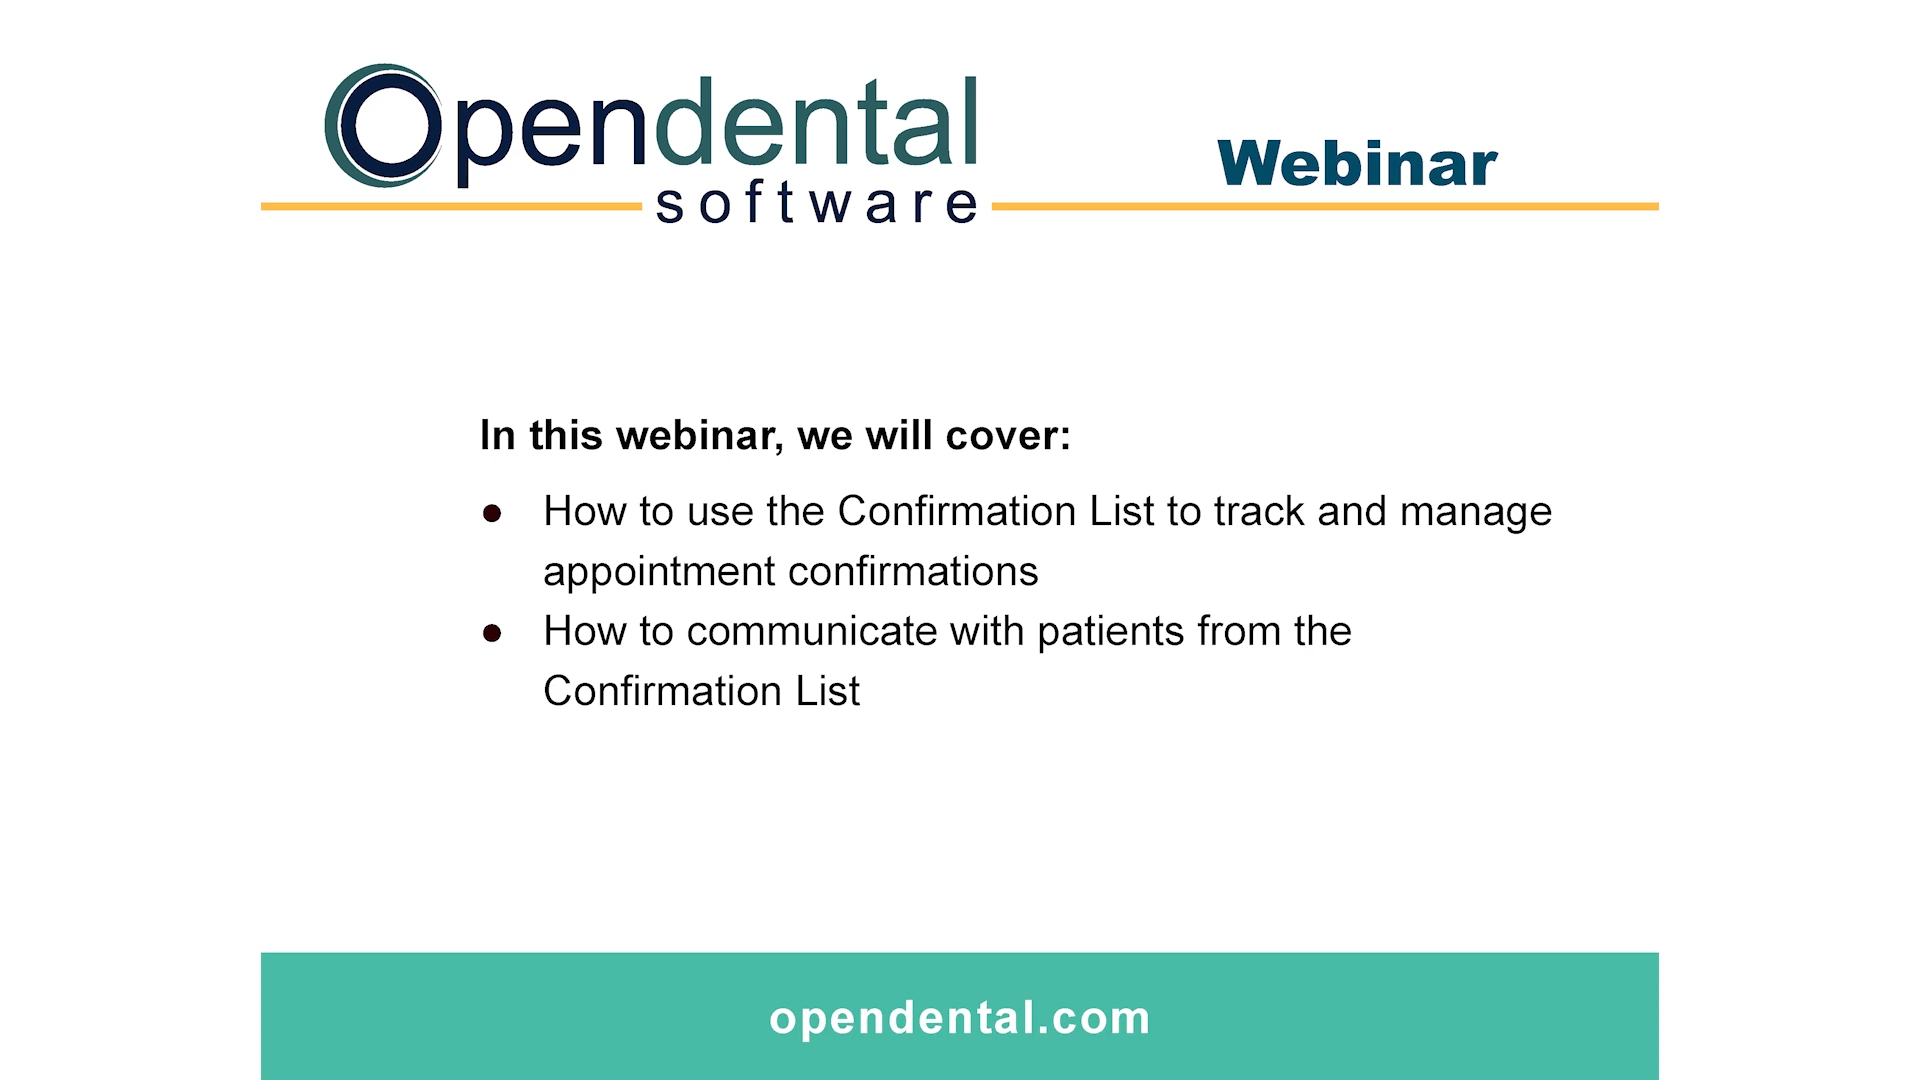 Opendental
software
Webinar
In this webinar, we will cover:
● How to use the Confirmation List to track and manage
appointment confirmations
● How to communicate with patients from the
Confirmation List
opendental.com